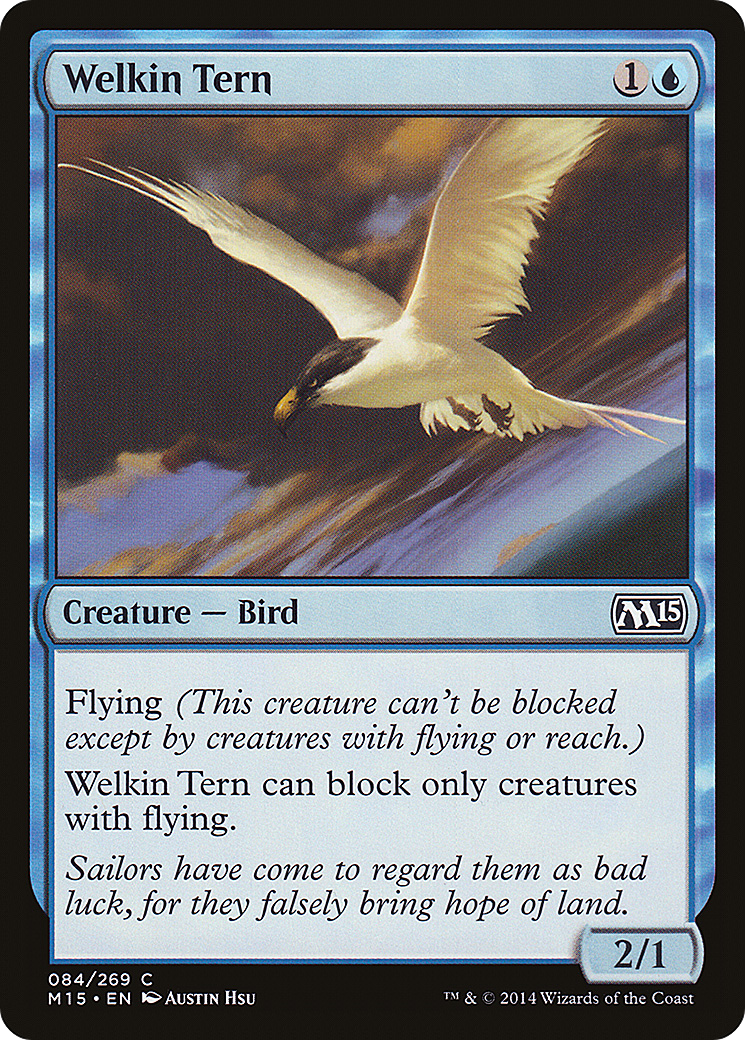 Welkin Tern 1
Creature — Bird M15
Flying (This creature can't be blocked
except by creatures with flying or reach.)
Welkin Tern can block only creatures
with flying.
Sailors have come to regard them as bad
luck, for they falsely bring hope of land.
2/1
084/269 C
M15 • EN Austin Hsu ™ & © 2014 Wizards of the Coast